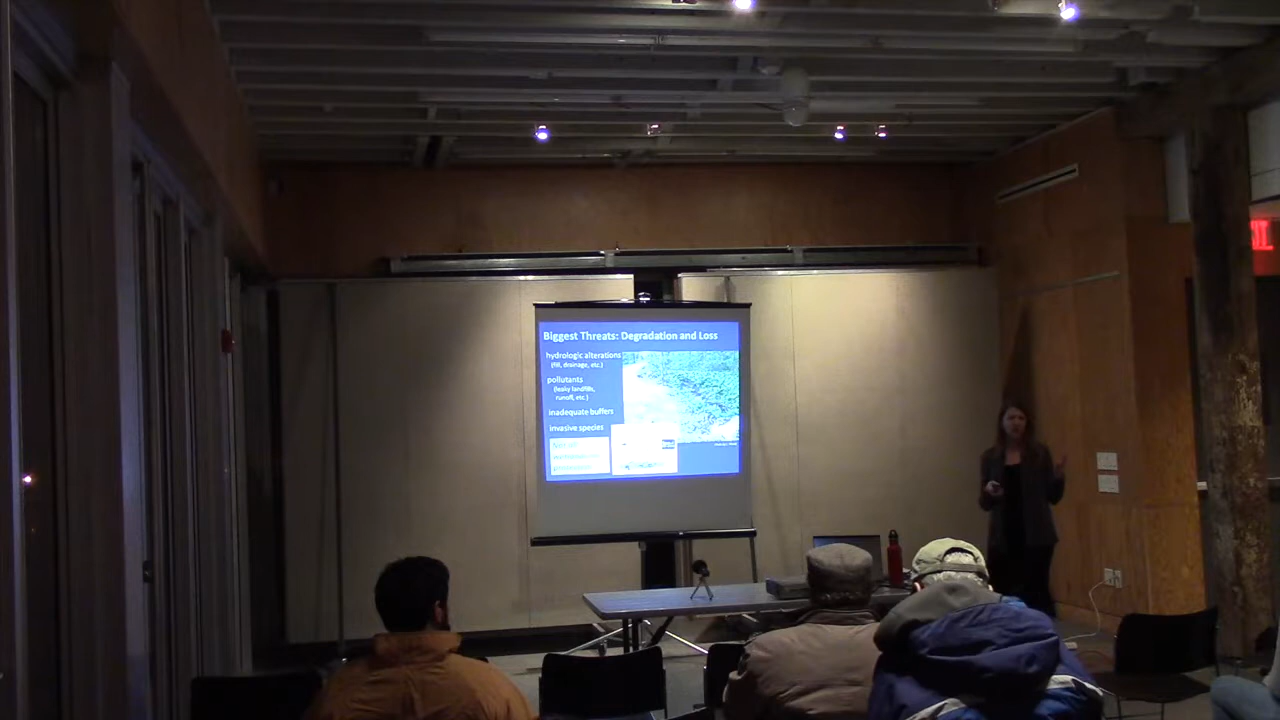 Biggest Threats: Degradation and Loss
hydrologic alterations
(fill, drainage, etc.)
pollutants
(leaky landfills,
runoff, etc.)
inadequate buffers
invasive species